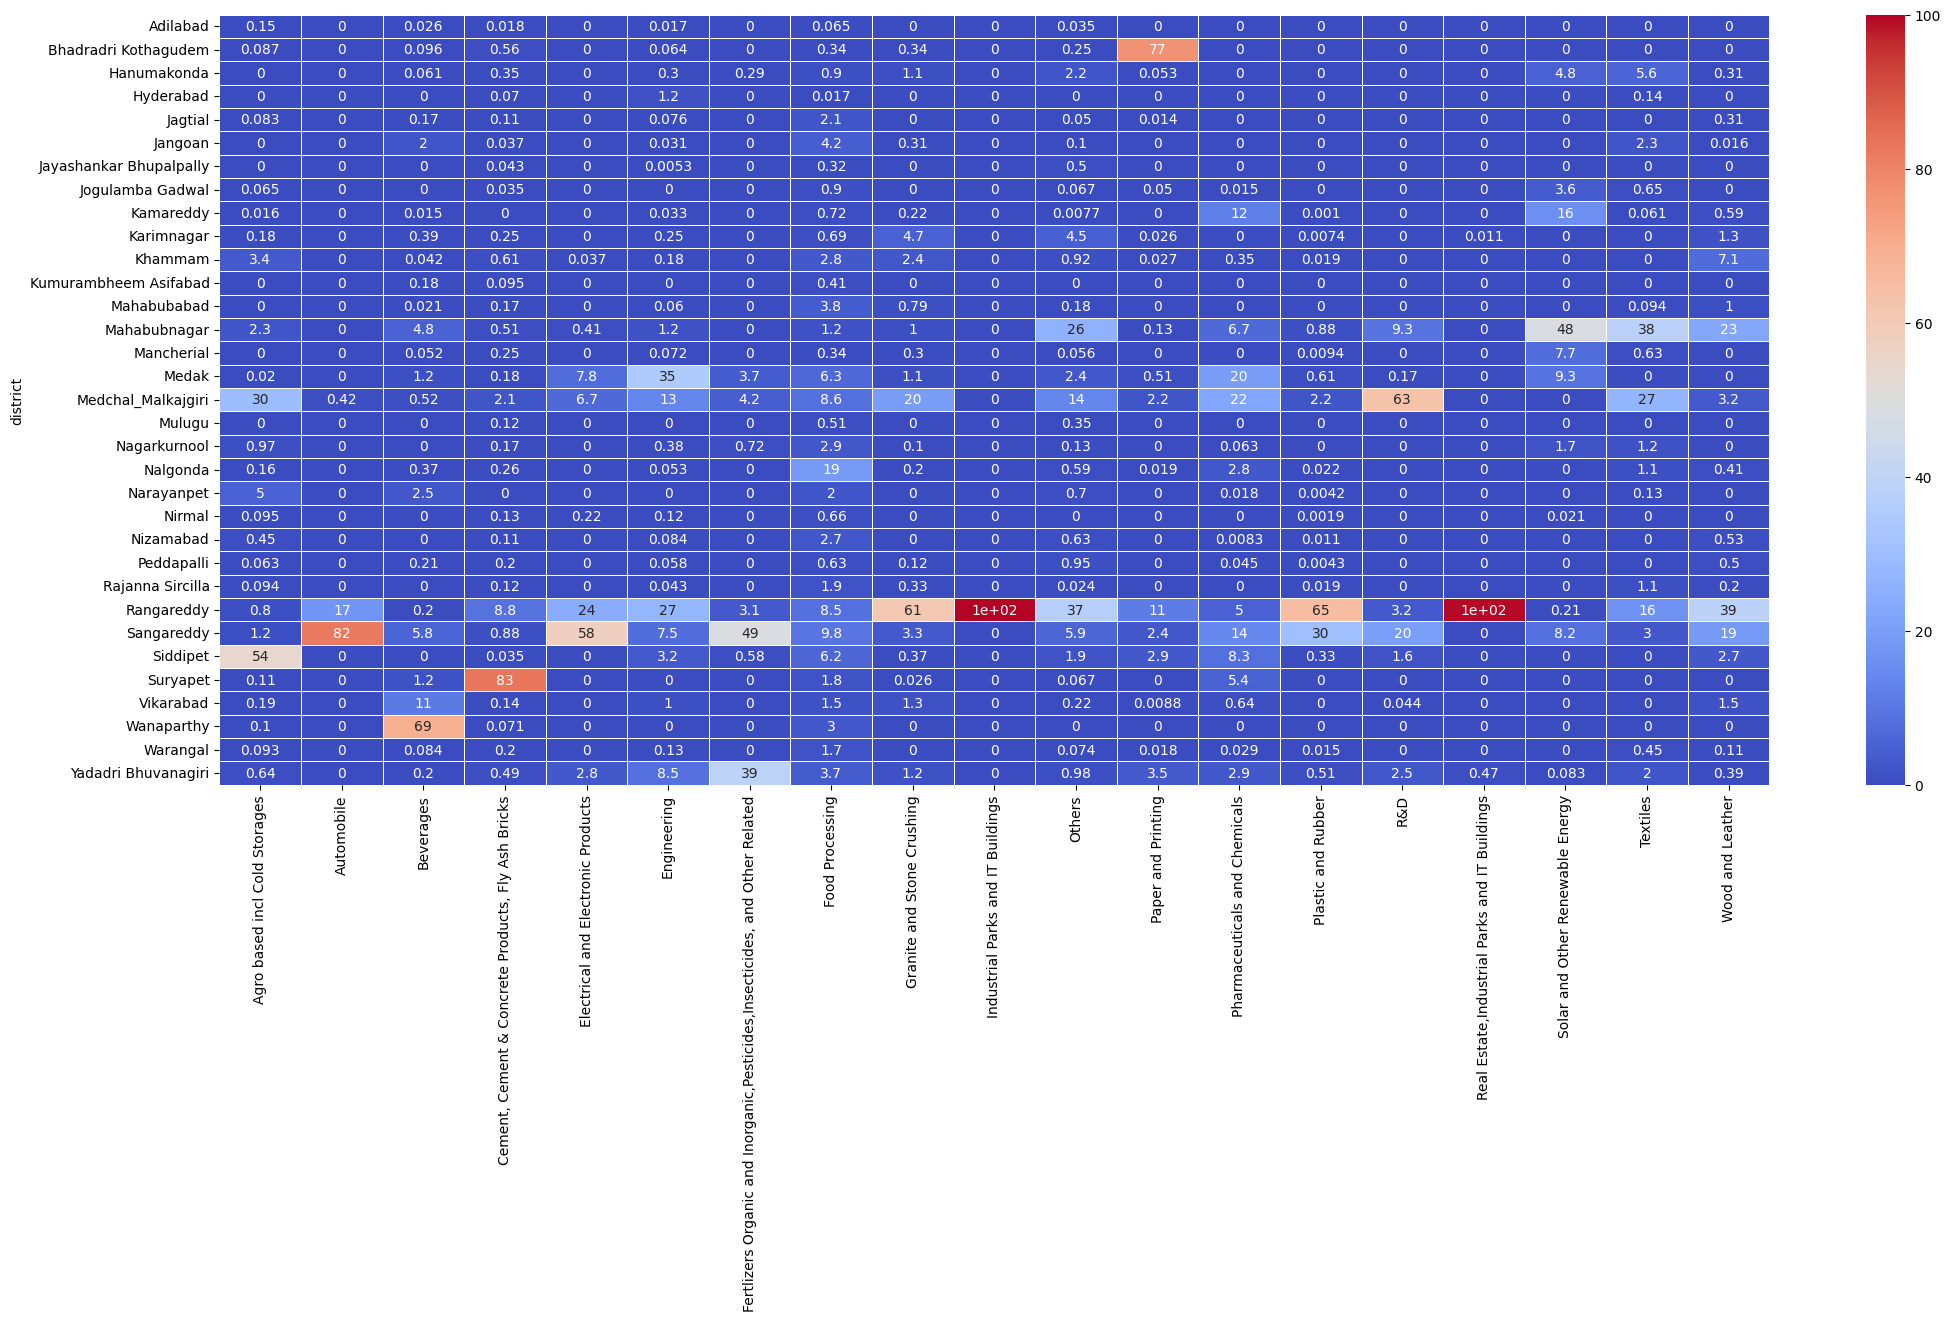 Adilabad 0.15 0 0.026 0.018 0 0.017 0 0.065 0 0 0.035 0 0 0 0 0 0 0 0 100
Bhadradri Kothagudem 0.087 0 0.096 0.56 0 0.064 0 0.34 0.34 0 0.25 77 0 0 0 0 0 0 0
Hanumakonda 0 0 0.061 0.35 0 0.3 0.29 0.9 1.1 0 2.2 0.053 0 0 0 0 4.8 5.6 0.31
Hyderabad 0 0 0 0.07 0 1.2 0 0.017 0 0 0 0 0 0 0 0 0 0.14 0
Jagtial 0.083 0 0.17 0.11 0 0.076 0 2.1 0 0 0.05 0.014 0 0 0 0 0 0 0.31
Jangoan 0 0 2 0.037 0 0.031 0 4.2 0.31 0 0.1 0 0 0 0 0 0 2.3 0.016
Jayashankar Bhupalpally 0 0 0 0.043 0 0.0053 0 0.32 0 0 0.5 0 0 0 0 0 0 0 0
Jogulamba Gadwal 0.065 0 0 0.035 0 0 0 0.9 0 0 0.067 0.05 0.015 0 0 0 3.6 0.65 0 80
Kamareddy 0.016 0 0.015 0 0 0.033 0 0.72 0.22 0 0.0077 0 12 0.001 0 0 16 0.061 0.59
Karimnagar 0.18 0 0.39 0.25 0 0.25 0 0.69 4.7 0 4.5 0.026 0 0.0074 0 0.011 0 0 1.3
Khammam 3.4 0 0.042 0.61 0.037 0.18 0 2.8 2.4 0 0.92 0.027 0.35 0.019 0 0 0 0 7.1
Kumurambheem Asifabad 0 0 0.18 0.095 0 0 0 0.41 0 0 0 0 0 0 0 0 0 0 0
Mahabubabad 0 0 0.021 0.17 0 0.06 0 3.8 0.79 0 0.18 0 0 0 0 0 0 0.094 1
Mahabubnagar 2.3 0 4.8 0.51 0.41 1.2 0 1.2 1 0 26 0.13 6.7 0.88 9.3 0 48 38 23 60
Mancherial 0 0 0.052 0.25 0 0.072 0 0.34 0.3 0 0.056 0 0 0.0094 0 0 7.7 0.63 0
Medak 0.02 0 1.2 0.18 7.8 35 3.7 6.3 1.1 0 2.4 0.51 20 0.61 0.17 0 9.3 0 0
district
Medchal_Malkajgiri 30 0.42 0.52 2.1 6.7 13 4.2 8.6 20 0 14 2.2 22 2.2 63 0 0 27 3.2
Mulugu 0 0 0 0.12 0 0 0 0.51 0 0 0.35 0 0 0 0 0 0 0 0
Nagarkurnool 0.97 0 0 0.17 0 0.38 0.72 2.9 0.1 0 0.13 0 0.063 0 0 0 1.7 1.2 0
Nalgonda 0.16 0 0.37 0.26 0 0.053 0 19 0.2 0 0.59 0.019 2.8 0.022 0 0 0 1.1 0.41 40
Narayanpet 5 0 2.5 0 0 0 0 2 0 0 0.7 0 0.018 0.0042 0 0 0 0.13 0
Nirmal 0.095 0 0 0.13 0.22 0.12 0 0.66 0 0 0 0 0 0.0019 0 0 0.021 0 0
Nizamabad 0.45 0 0 0.11 0 0.084 0 2.7 0 0 0.63 0 0.0083 0.011 0 0 0 0 0.53
Peddapalli 0.063 0 0.21 0.2 0 0.058 0 0.63 0.12 0 0.95 0 0.045 0.0043 0 0 0 0 0.5
Rajanna Sircilla 0.094 0 0 0.12 0 0.043 0 1.9 0.33 0 0.024 0 0 0.019 0 0 0 1.1 0.2
Rangareddy 0.8 17 0.2 8.8 24 27 3.1 8.5 61 1e+02 37 11 5 65 3.2 1e+02 0.21 16 39
Sangareddy 1.2 82 5.8 0.88 58 7.5 49 9.8 3.3 0 5.9 2.4 14 30 20 0 8.2 3 19 20
Siddipet 54 0 0 0.035 0 3.2 0.58 6.2 0.37 0 1.9 2.9 8.3 0.33 1.6 0 0 0 2.7
Suryapet 0.11 0 1.2 83 0 0 0 1.8 0.026 0 0.067 0 5.4 0 0 0 0 0 0
Vikarabad 0.19 0 11 0.14 0 1 0 1.5 1.3 0 0.22 0.0088 0.64 0 0.044 0 0 0 1.5
Wanaparthy 0.1 0 69 0.071 0 0 0 3 0 0 0 0 0 0 0 0 0 0 0
Warangal 0.093 0 0.084 0.2 0 0.13 0 1.7 0 0 0.074 0.018 0.029 0.015 0 0 0 0.45 0.11
Yadadri Bhuvanagiri 0.64 0 0.2 0.49 2.8 8.5 39 3.7 1.2 0 0.98 3.5 2.9 0.51 2.5 0.47 0.083 2 0.39 0
Agro based incl Cold Storages
Automobile
Beverages
Cement, Cement & Concrete Products, Fly Ash Bricks
Electrical and Electronic Products
Engineering
Fertlizers Organic and Inorganic,Pesticides,Insecticides, and Other Related
Food Processing
Granite and Stone Crushing
Industrial Parks and IT Buildings
Others
Paper and Printing
Pharmaceuticals and Chemicals
Plastic and Rubber
R&D
Real Estate,Industrial Parks and IT Buildings
Solar and Other Renewable Energy
Textiles
Wood and Leather